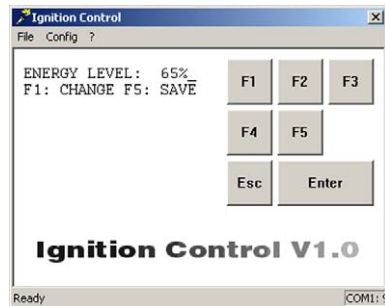 Ignition Control
File Config ?
ENERGY LEVEL: 65%_
F1: CHANGE F5: SAVE
F1 F2 F3
F4 F5
Esc Enter
Ignition Control V1.0
Ready COM1: